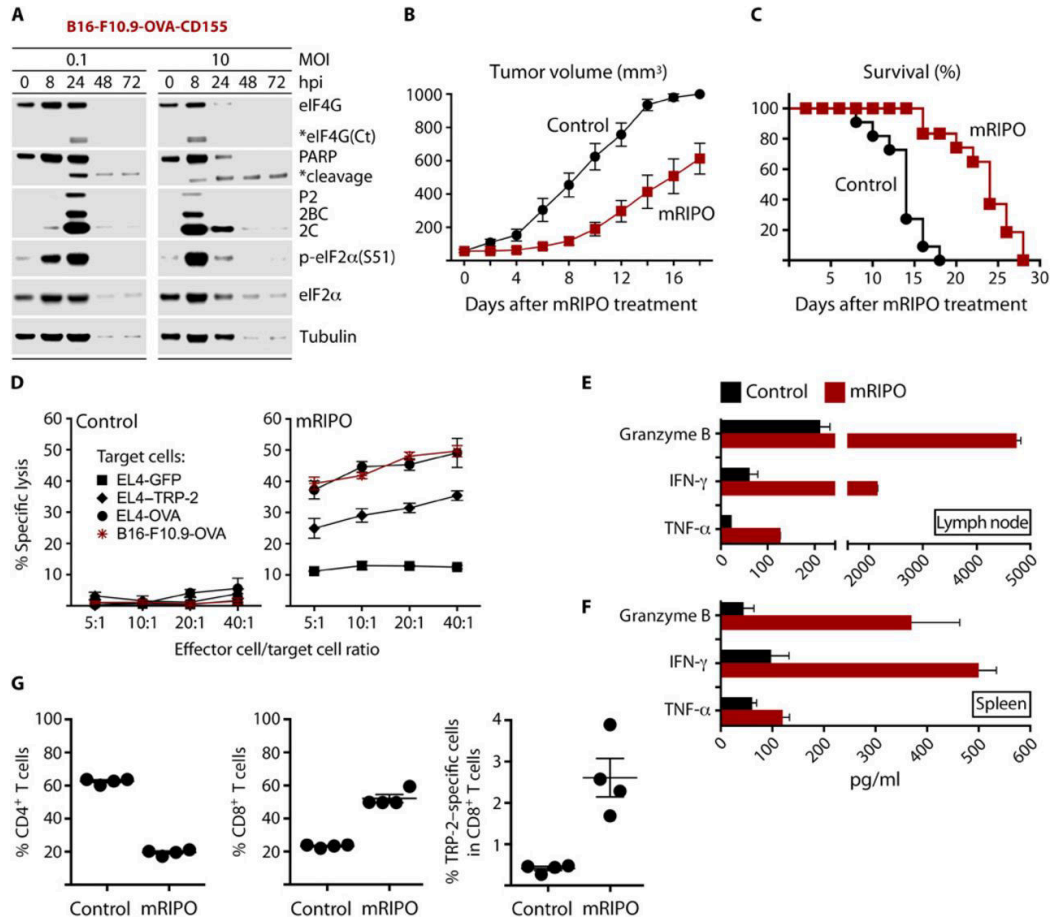 A
B16-F10.9-OVA-CD155
0.1 10 MOI
0 8 24 48 72 0 8 24 48 72 hpi
eIF4G
*eIF4G(Ct)
PARP
*cleavage
P2
2BC
2C
p-eIF2α(S51)
eIF2α
Tubulin
B
Tumor volume (mm³)
1000
800
600
400
200
Control
mRIPO
0 4 8 12 16
Days after mRIPO treatment
C
Survival (%)
100
80
60
40
20
0
mRIPO
Control
0 5 10 15 20 25 30
Days after mRIPO treatment
D
Control
mRIPO
% Specific lysis
60
50
40
30
20
10
Target cells:
EL4-GFP
EL4–TRP-2
EL4-OVA
B16-F10.9-OVA
60
50
40
30
20
10
5:1 10:1 20:1 40:1 5:1 10:1 20:1 40:1
Effector cell/target cell ratio
E
Control mRIPO
Granzyme B
IFN-γ
TNF-α
Lymph node
0 100 200 2000 3000 4000 5000
F
Granzyme B
IFN-γ
TNF-α
Spleen
0 100 200 300 400 500 600
pg/ml
G
% CD4⁺ T cells
100
80
60
40
20
Control mRIPO
% CD8⁺ T cells
100
80
60
40
20
Control mRIPO
% TRP-2–specific cells
in CD8⁺ T cells
4
3
2
1
Control mRIPO